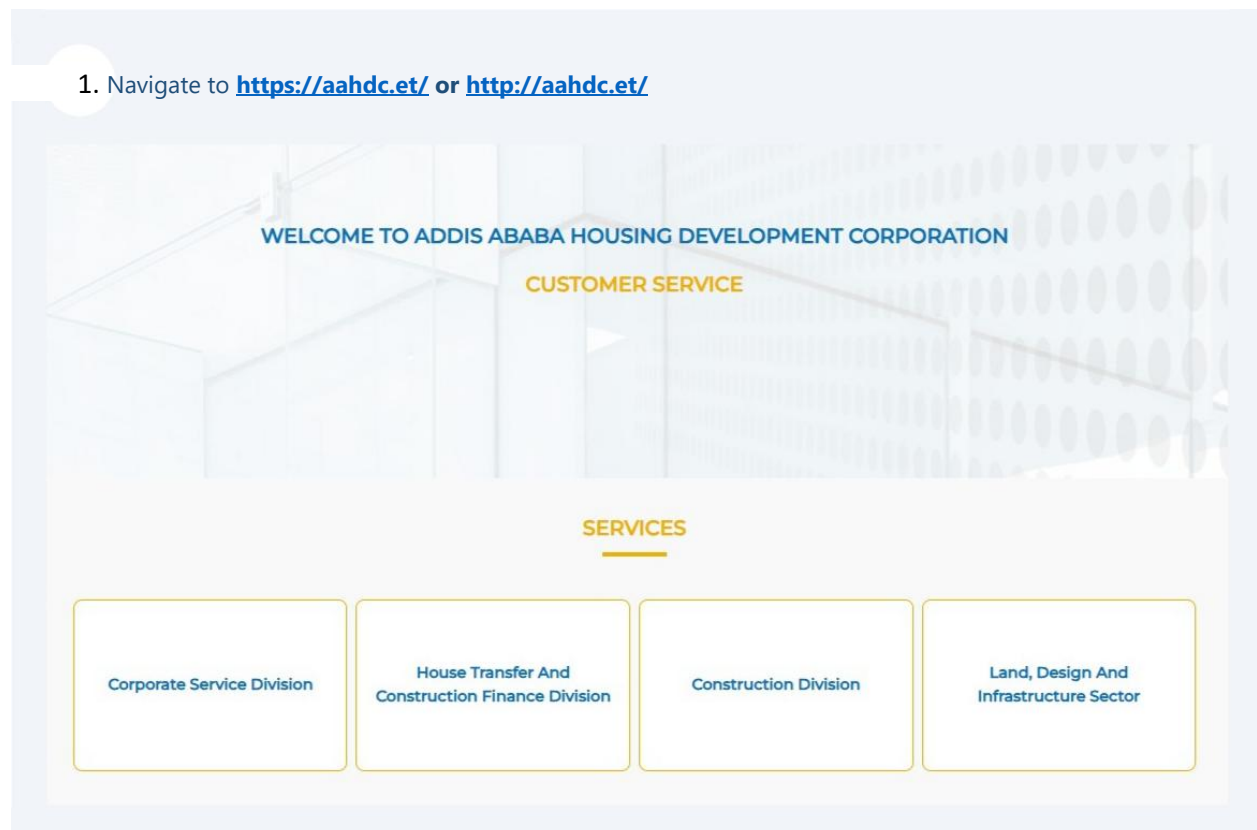 1. Navigate to https://aahdc.et/ or http://aahdc.et/
WELCOME TO ADDIS ABABA HOUSING DEVELOPMENT CORPORATION
CUSTOMER SERVICE
SERVICES
Corporate Service Division
House Transfer And
Construction Finance Division
Construction Division
Land, Design And
Infrastructure Sector